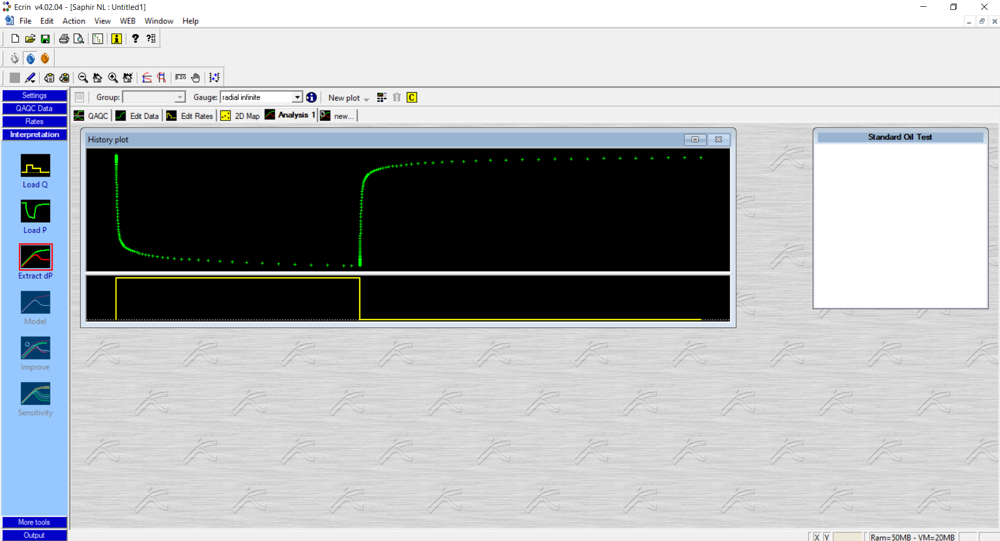 Ecrin v4.02.04 - [Saphir NL : Untitled1]
File Edit Action View WEB Window Help
Settings
QAQC Data
Rates
Interpretation
Load Q
Load P
Extract dP
Model
Improve
Sensitivity
More tools
Output
Group: Gauge: radial infinite New plot C
QAQC Edit Data Edit Rates 2D Map Analysis 1 new...
History plot
Standard Oil Test
X Y Ram=50MB - VM=20MB